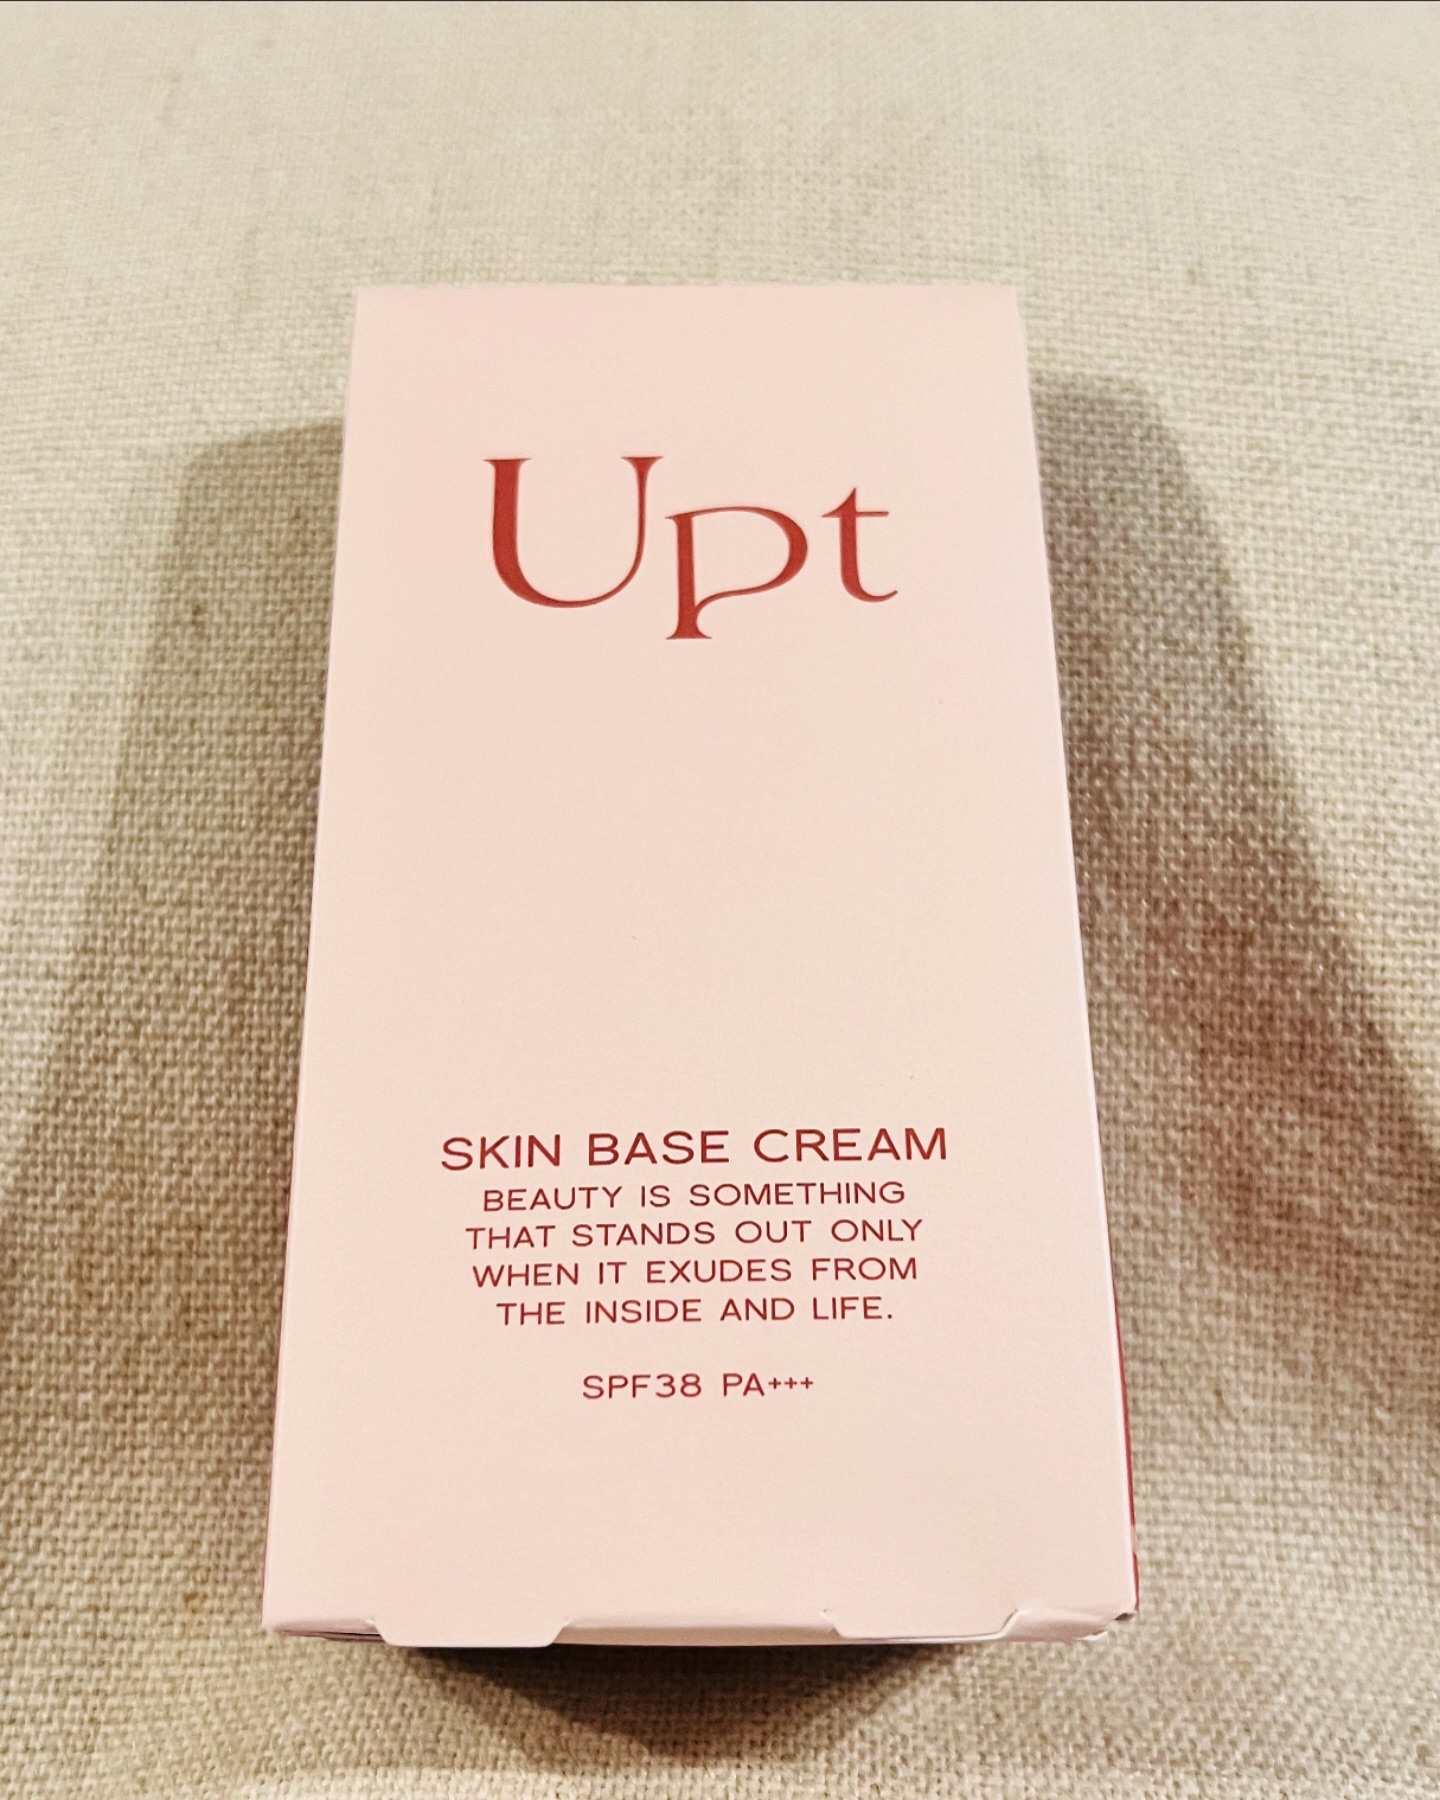 Upt
SKIN BASE CREAM
BEAUTY IS SOMETHING
THAT STANDS OUT ONLY
WHEN IT EXUDES FROM
THE INSIDE AND LIFE.
SPF38 PA+++